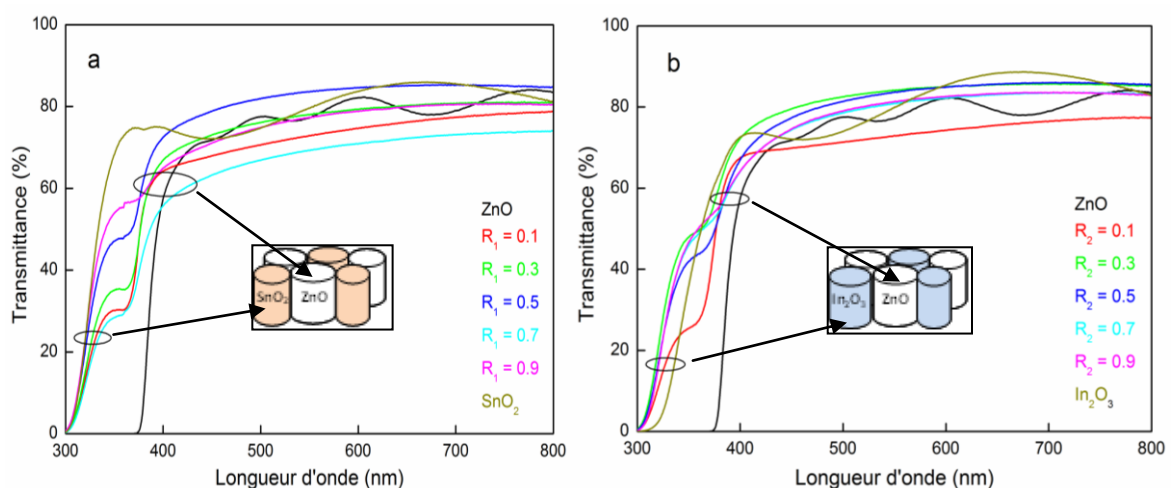 a
100
80
60
40
20
0
Transmittance (%)
300 400 500 600 700 800
Longueur d'onde (nm)
ZnO
R1 = 0.1
R1 = 0.3
R1 = 0.5
R1 = 0.7
R1 = 0.9
SnO2
SnO2 ZnO
b
100
80
60
40
20
0
Transmittance (%)
300 400 500 600 700 800
Longueur d'onde (nm)
ZnO
R2 = 0.1
R2 = 0.3
R2 = 0.5
R2 = 0.7
R2 = 0.9
In2O3
In2O3 ZnO